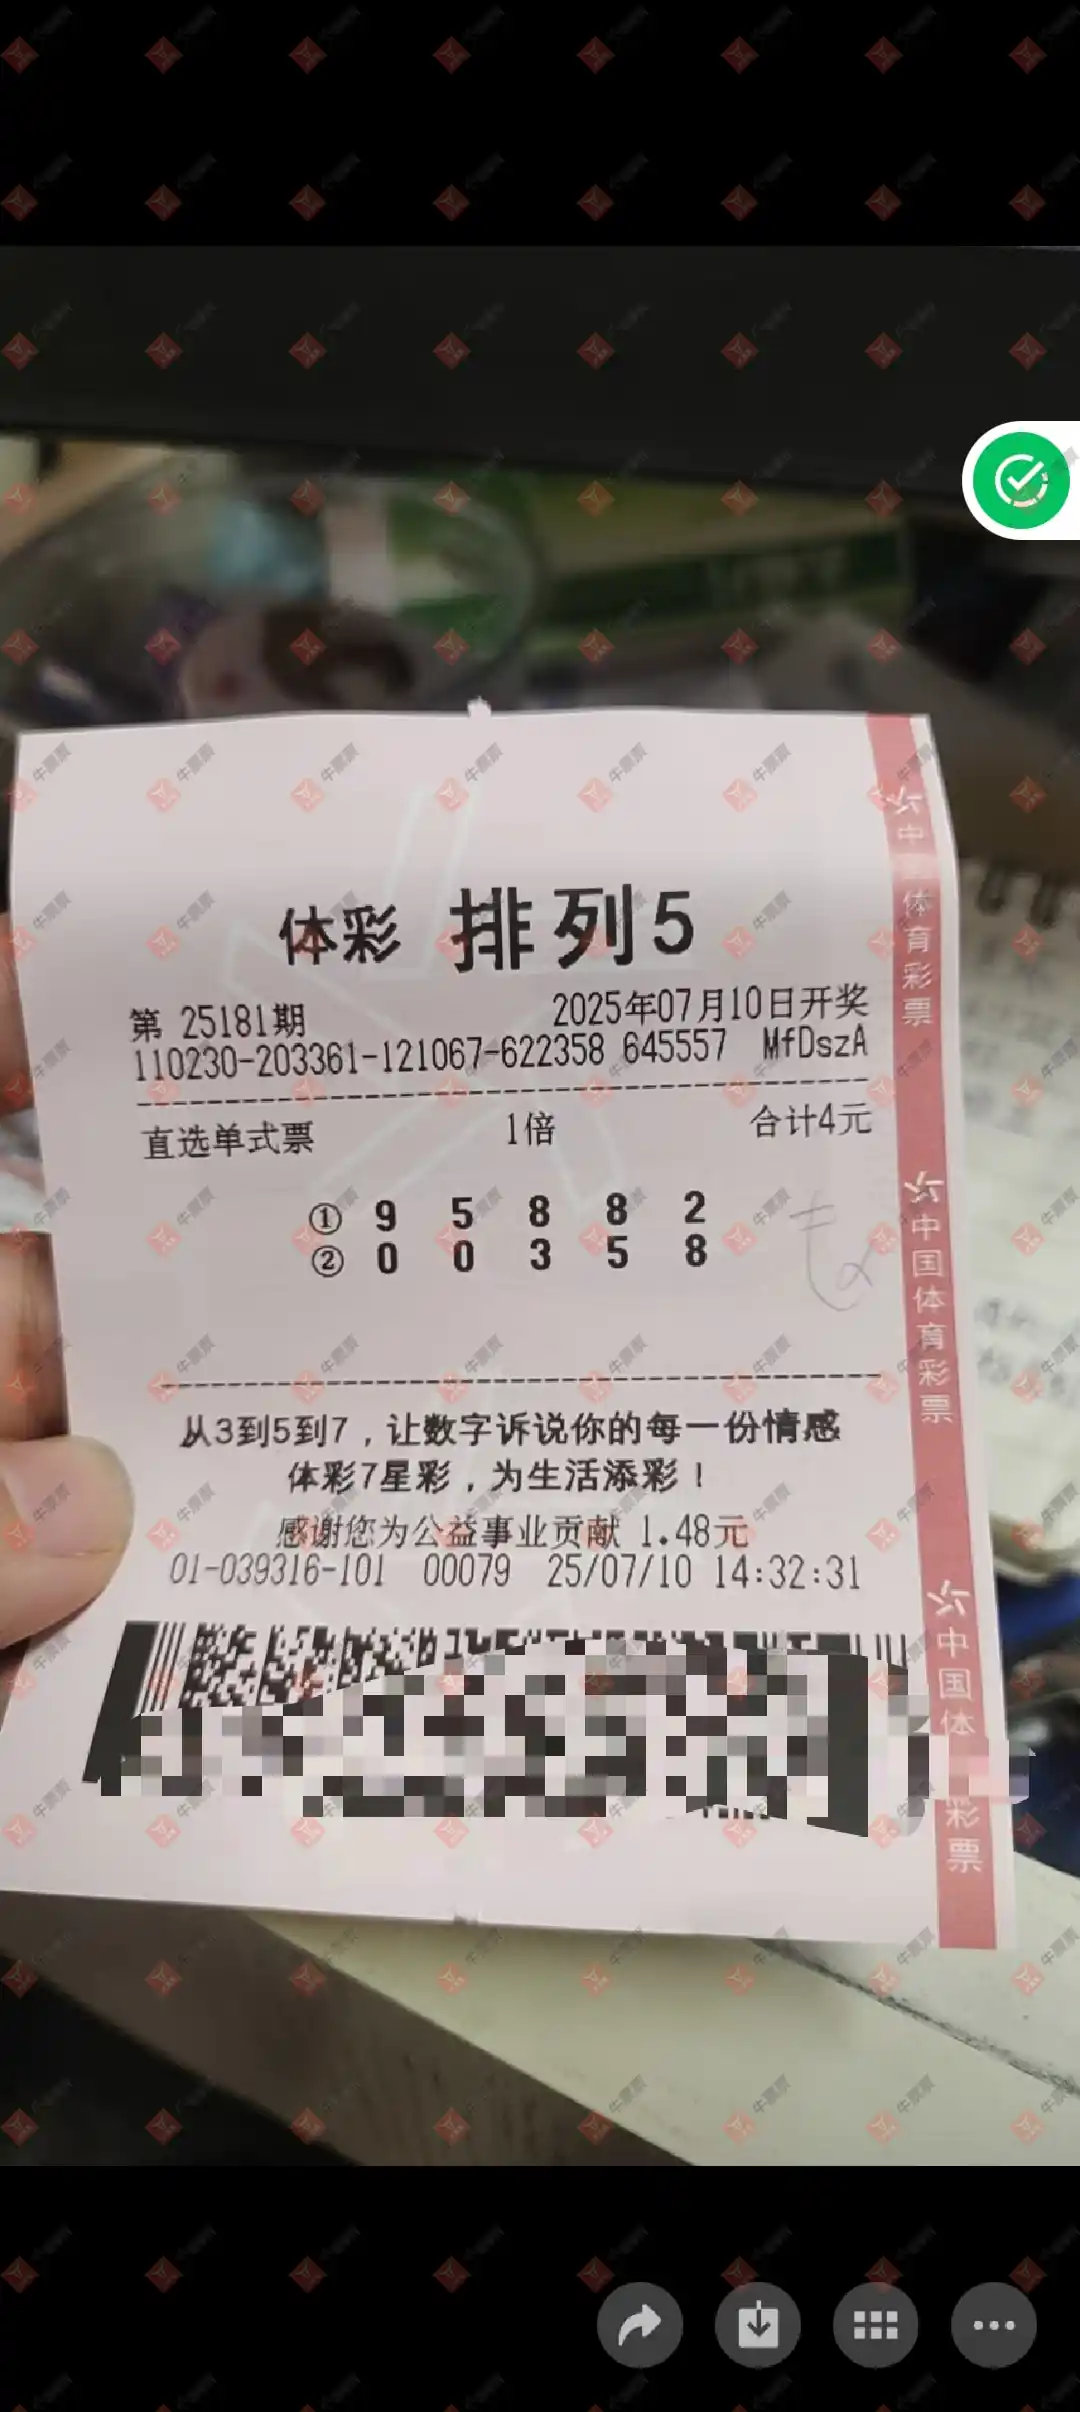 体彩 排列5
第 25181期 2025年07月10日开奖
110230-203361-121067-622358 645557 MfDszA
直选单式票 1倍 合计4元
① 9 5 8 8 2
② 0 0 3 5 8
从3到5到7，让数字诉说你的每一份情感
体彩7星彩，为生活添彩！
感谢您为公益事业贡献 1.48元
01-039316-101 00079 25/07/10 14:32:31
中国体育彩票
中国体育彩票
中国体 彩票
牛票票